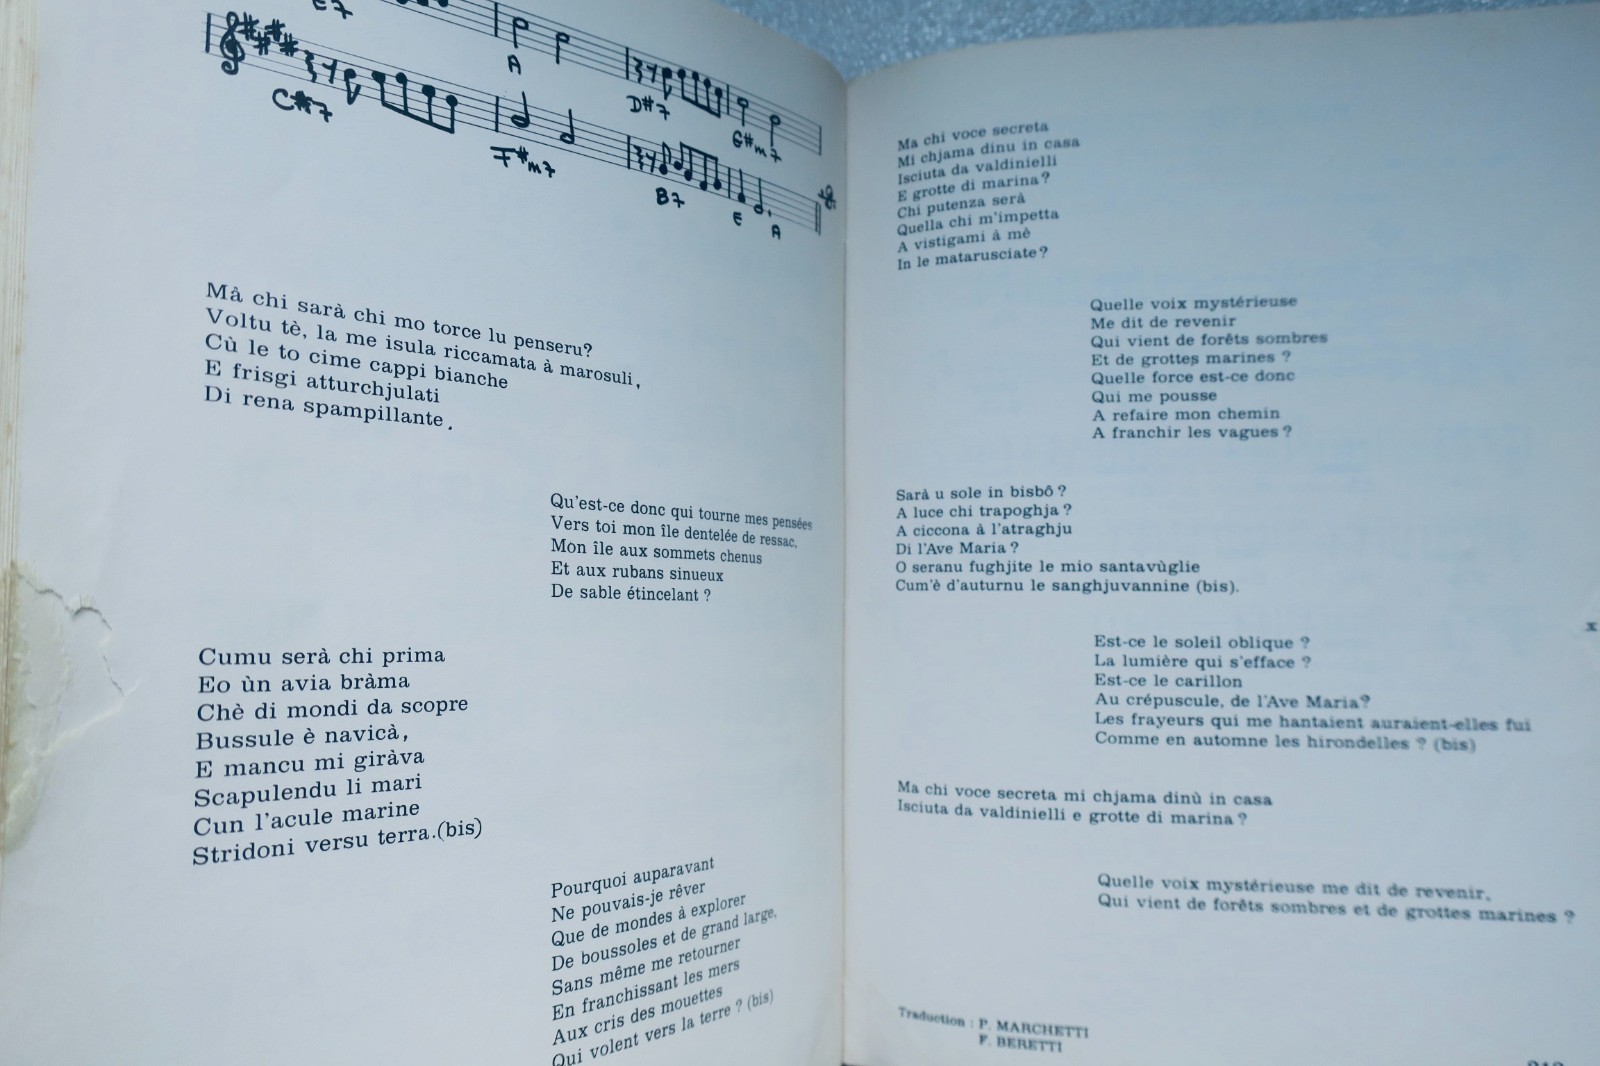 E7
A
D#7
G#m7
C#7
F#m7
B7
E
A
Mâ chi sarà chi mo torce lu penseru?
Voltu tè, la me isula riccamata à marosuli,
Cù le to cime cappi bianche
E frisgi atturchjulati
Di rena spampillante.
Qu'est-ce donc qui tourne mes pensées
Vers toi mon île dentelée de ressac,
Mon île aux sommets chenus
Et aux rubans sinueux
De sable étincelant ?
Cumu serà chi prima
Eo ùn avia bràma
Chè di mondi da scopre
Bussule è navicà,
E mancu mi giràva
Scapulendu li mari
Cun l'acule marine
Stridoni versu terra.(bis)
Pourquoi auparavant
Ne pouvais-je rêver
Que de mondes à explorer
De boussoles et de grand large,
Sans même me retourner
En franchissant les mers
Aux cris des mouettes
Qui volent vers la terre ? (bis)
Ma chi voce secreta
Mi chjama dinu in casa
Isciuta da valdinielli
E grotte di marina ?
Chi putenza serà
Quella chi m'impetta
A vistigami à mè
In le matarusciate ?
Quelle voix mystérieuse
Me dit de revenir
Qui vient de forêts sombres
Et de grottes marines ?
Quelle force est-ce donc
Qui me pousse
A refaire mon chemin
A franchir les vagues ?
Sarà u sole in bisbô ?
A luce chi trapoghja ?
A ciccona à l'atraghju
Di l'Ave Maria ?
O seranu fughjite le mio santavùglie
Cum'è d'auturnu le sanghjuvannine (bis).
Est-ce le soleil oblique ?
La lumière qui s'efface ?
Est-ce le carillon
Au crépuscule, de l'Ave Maria?
Les frayeurs qui me hantaient auraient-elles fui
Comme en automne les hirondelles ? (bis)
Ma chi voce secreta mi chjama dinù in casa
Isciuta da valdinielli e grotte di marina ?
Quelle voix mystérieuse me dit de revenir,
Qui vient de forêts sombres et de grottes marines ?
Traduction : P. MARCHETTI
F. BERETTI
x